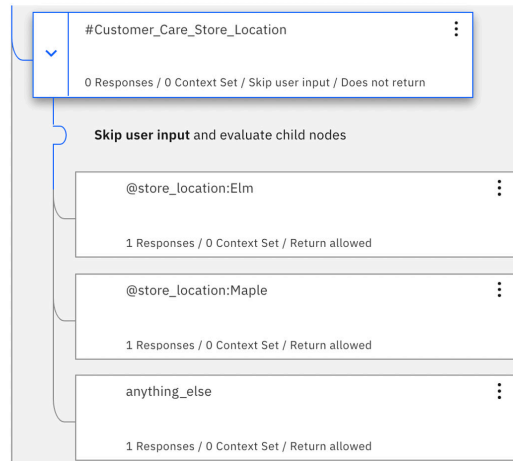 #Customer_Care_Store_Location
0 Responses / 0 Context Set / Skip user input / Does not return
Skip user input and evaluate child nodes
@store_location:Elm
1 Responses / 0 Context Set / Return allowed
@store_location:Maple
1 Responses / 0 Context Set / Return allowed
anything_else
1 Responses / 0 Context Set / Return allowed